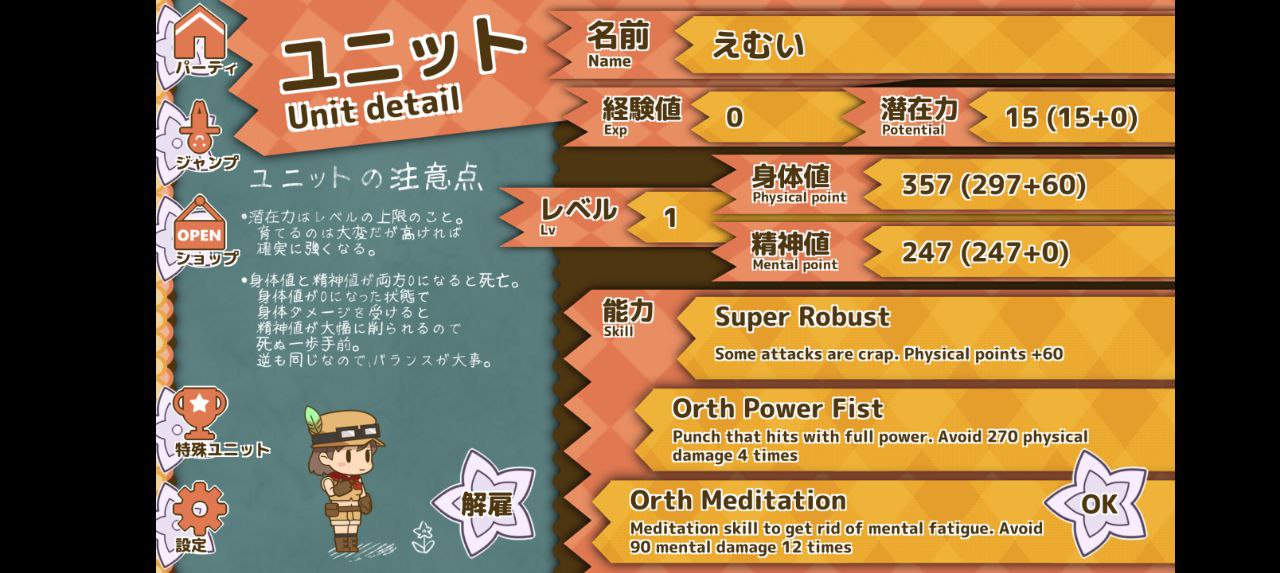 パーティ
ジャンプ
OPEN
ショップ
特殊ユニット
設定
ユニット
Unit detail
ユニットの注意点
•潜在力はレベルの上限のこと。
育てるのは大変だが高ければ
確実に強くなる。
•身体値と精神値が両方0になると死亡。
身体値が0になった状態で
身体ダメージを受けると
精神値が大幅に削られるので
死ぬ一歩手前。
逆も同じなので、バランスが大事。
解雇
名前
Name
えむい
経験値
Exp
0
潜在力
Potential
15 (15+0)
レベル
Lv
1
身体値
Physical point
357 (297+60)
精神値
Mental point
247 (247+0)
能力
Skill
Super Robust
Some attacks are crap. Physical points +60
Orth Power Fist
Punch that hits with full power. Avoid 270 physical
damage 4 times
Orth Meditation
Meditation skill to get rid of mental fatigue. Avoid
90 mental damage 12 times
OK